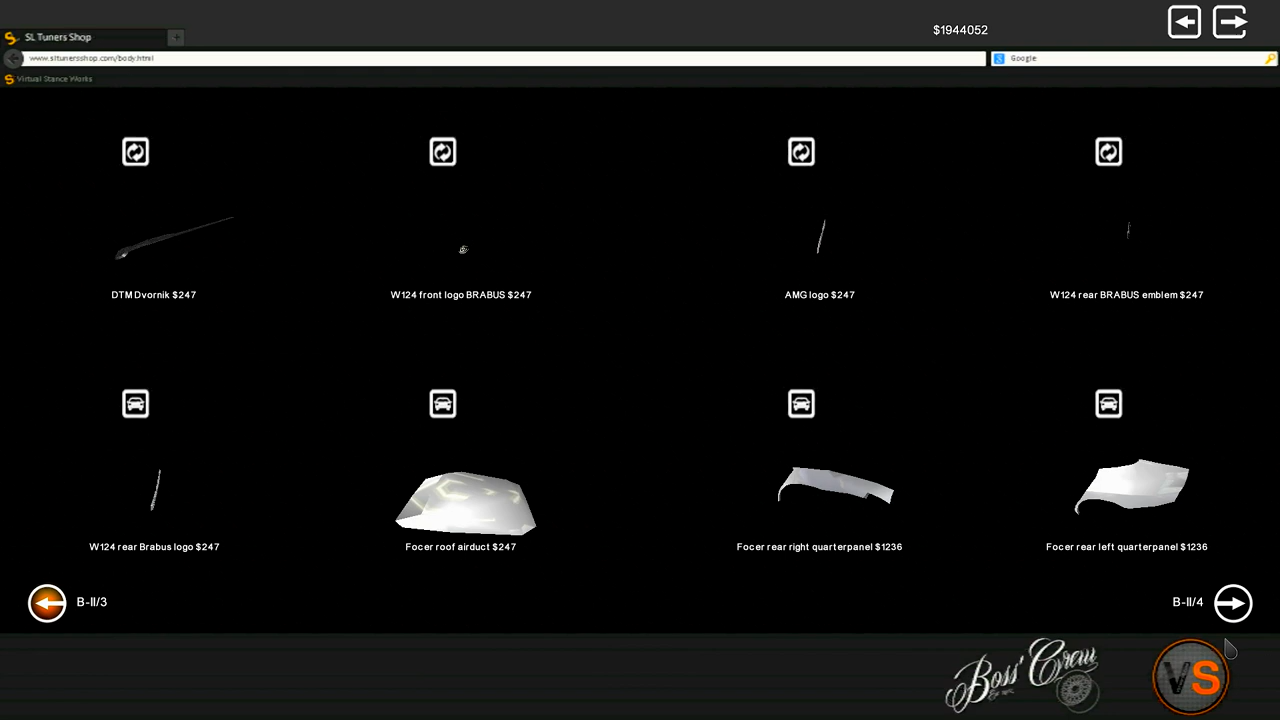 $1944052
SL Tuners Shop
www.sltunersshop.com/body.html
Google
Virtual Stance Works
DTM Dvornik $247
W124 front logo BRABUS $247
AMG logo $247
W124 rear BRABUS emblem $247
W124 rear Brabus logo $247
Focer roof airduct $247
Focer rear right quarterpanel $1236
Focer rear left quarterpanel $1236
B-II/3
B-II/4
Boss' Crew
VS